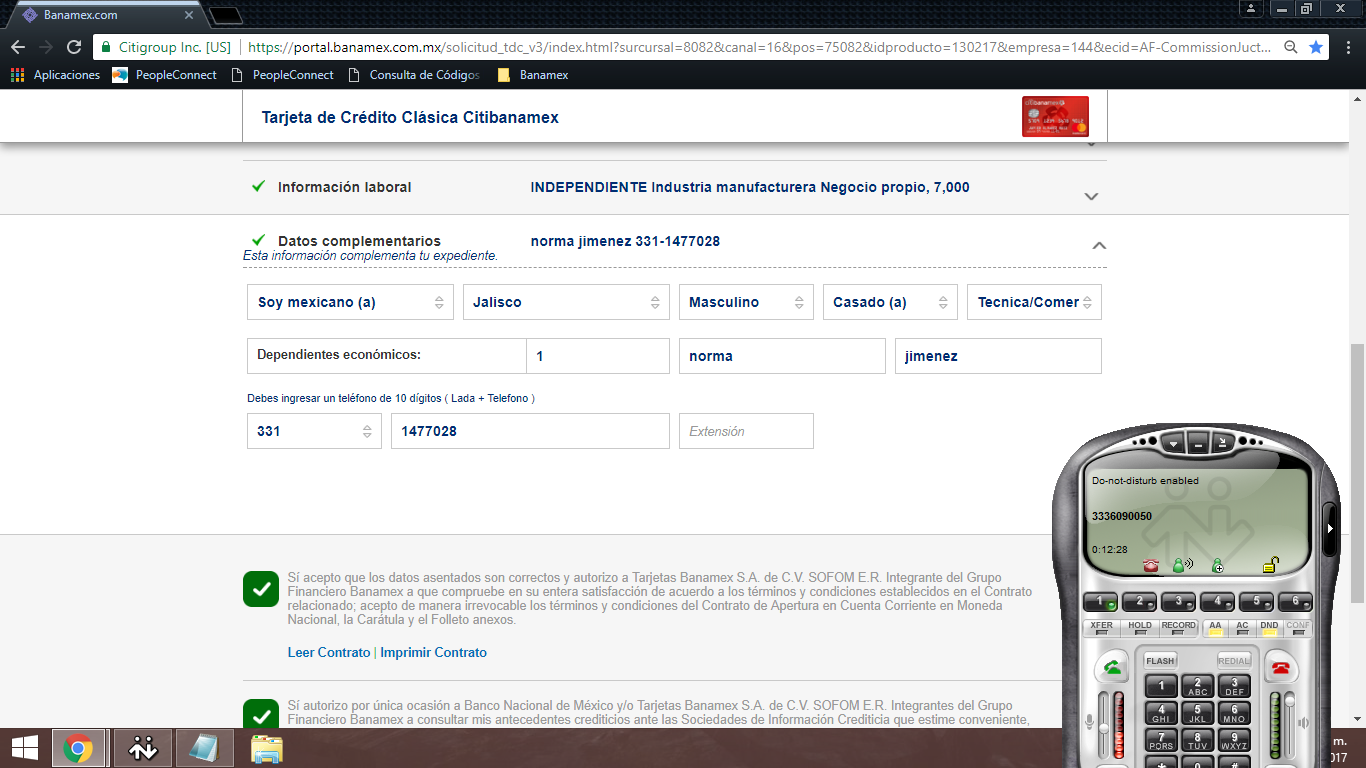 Banamex.com
Citigroup Inc. [US] https://portal.banamex.com.mx/solicitud_tdc_v3/index.html?surcursal=8082&canal=16&pos=75082&idproducto=130217&empresa=144&ecid=AF-CommissionJuct...
Aplicaciones PeopleConnect PeopleConnect Consulta de Códigos Banamex
Tarjeta de Crédito Clásica Citibanamex
Información laboral INDEPENDIENTE Industria manufacturera Negocio propio, 7,000
Datos complementarios norma jimenez 331-1477028
Esta información complementa tu expediente.
Soy mexicano (a) Jalisco Masculino Casado (a) Tecnica/Comer
Dependientes económicos: 1 norma jimenez
Debes ingresar un teléfono de 10 dígitos ( Lada + Telefono )
331 1477028 Extensión
Sí acepto que los datos asentados son correctos y autorizo a Tarjetas Banamex S.A. de C.V. SOFOM E.R. Integrante del Grupo
Financiero Banamex a que compruebe en su entera satisfacción de acuerdo a los términos y condiciones establecidos en el Contrato
relacionado; acepto de manera irrevocable los términos y condiciones del Contrato de Apertura en Cuenta Corriente en Moneda
Nacional, la Carátula y el Folleto anexos.
Leer Contrato | Imprimir Contrato
Sí autorizo por única ocasión a Banco Nacional de México y/o Tarjetas Banamex S.A. de C.V. SOFOM E.R. Integrantes del Grupo
Financiero Banamex a consultar mis antecedentes crediticios ante las Sociedades de Información Crediticia que estime conveniente,
Do-not-disturb enabled
3336090050
0:12:28
1 2 3 4 5 6
XFER HOLD RECORD AA AC DND CONF
FLASH REDIAL
1 2 ABC 3 DEF
4 GHI 5 JKL 6 MNO
7 PQRS 8 TUV 9 WXYZ
* 0 #
m.
017